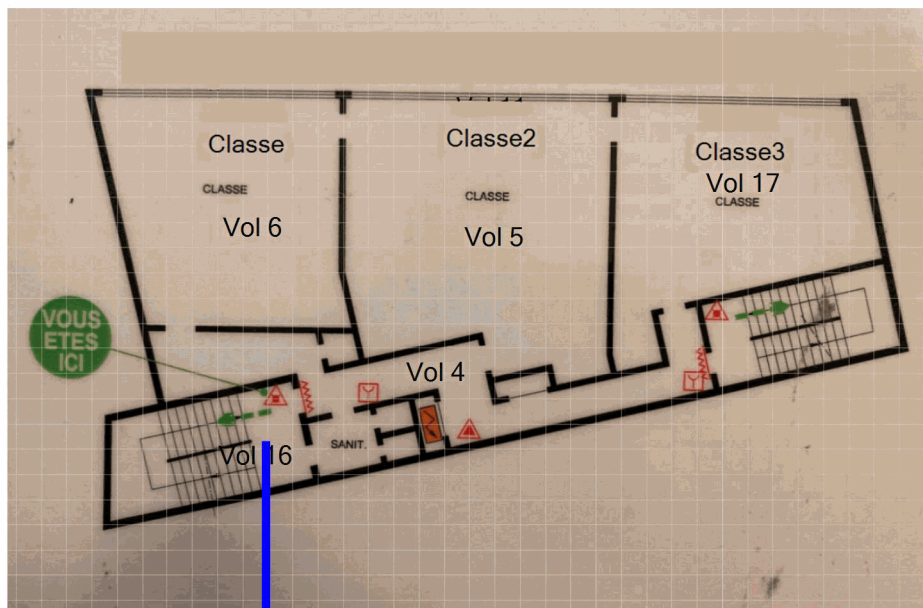 Classe
CLASSE
Vol 6
Classe2
CLASSE
Vol 5
Classe3
Vol 17
CLASSE
VOUS
ETES
ICI
Vol 4
SANIT.
Vol 16